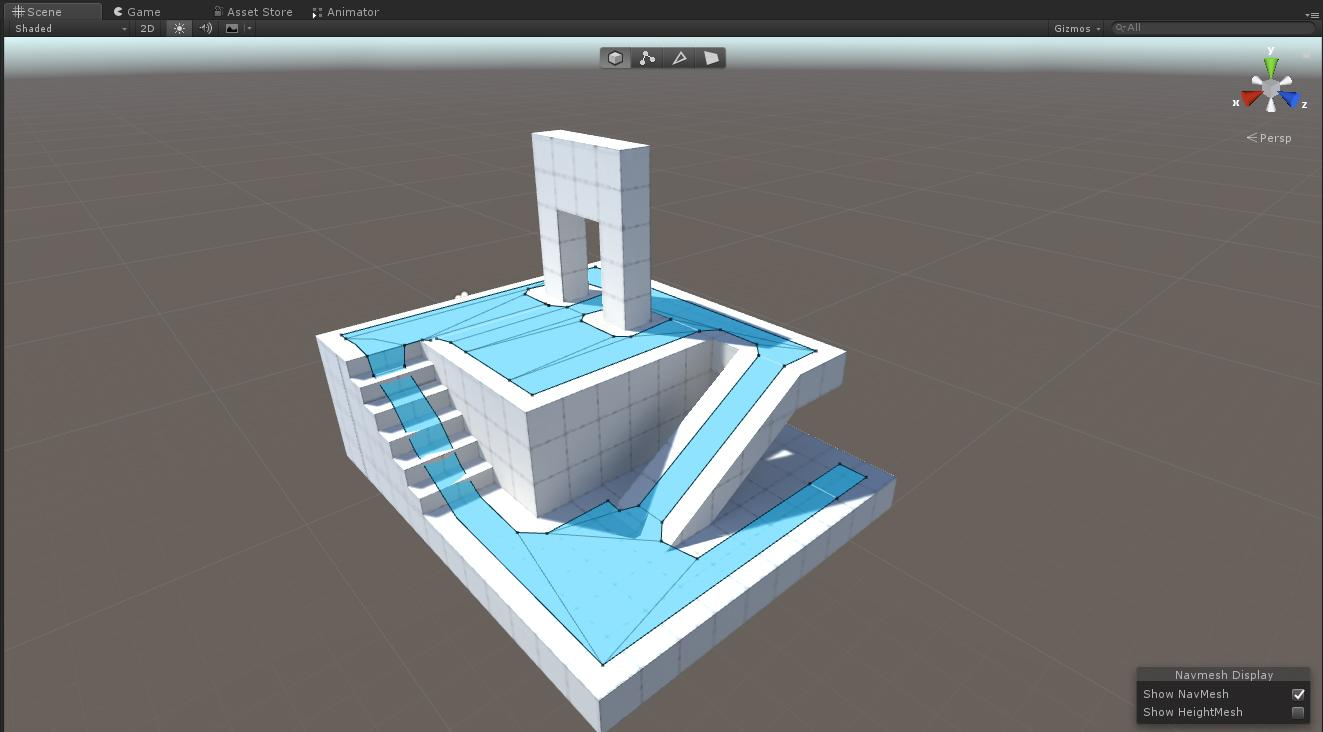 Scene Game Asset Store Animator
Shaded 2D Gizmos All
y
x z
Persp
Navmesh Display
Show NavMesh
Show HeightMesh